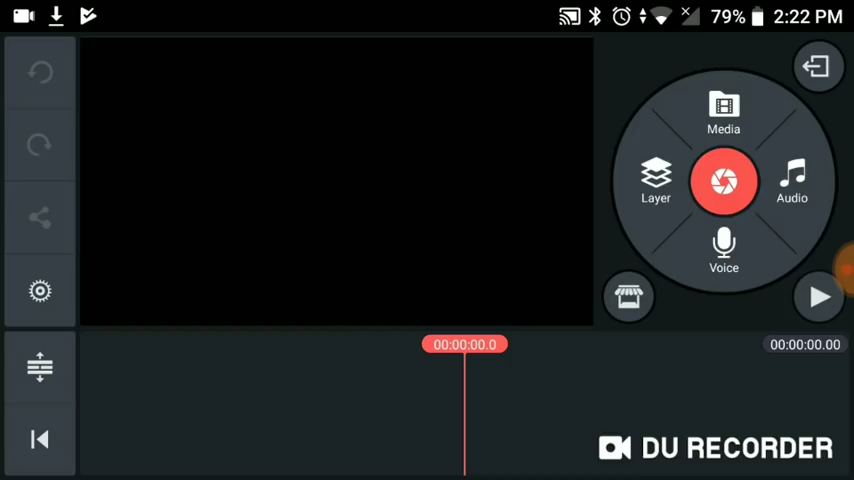 79% 2:22 PM
Media
Layer
Audio
Voice
00:00:00.0
00:00:00.00
DU RECORDER